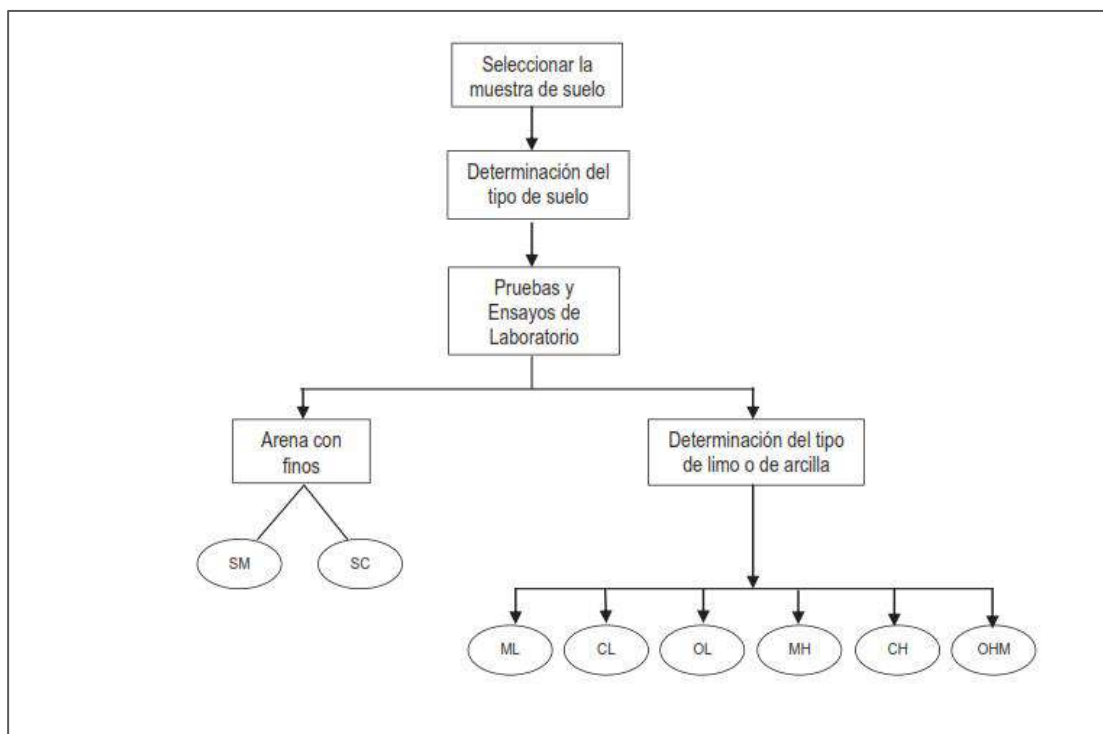 Seleccionar la
muestra de suelo
Determinación del
tipo de suelo
Pruebas y
Ensayos de
Laboratorio
Arena con
finos
Determinación del tipo
de limo o de arcilla
SM
SC
ML
CL
OL
MH
CH
OHM